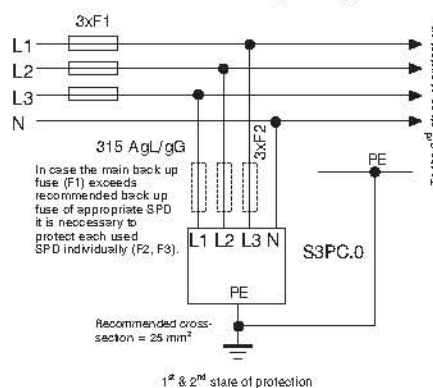 3xF1
L1
L2
L3
N
315 AgL/gG
3xF2
PE
In case the main back up
fuse (F1) exceeds
recommended back up
fuse of appropriate SPD
it is neccessary to
protect each used
SPD individually (F2, F3).
L1 L2 L3 N
S3PC.0
PE
Recommended cross-
section = 25 mm²
1st & 2nd stare of protection